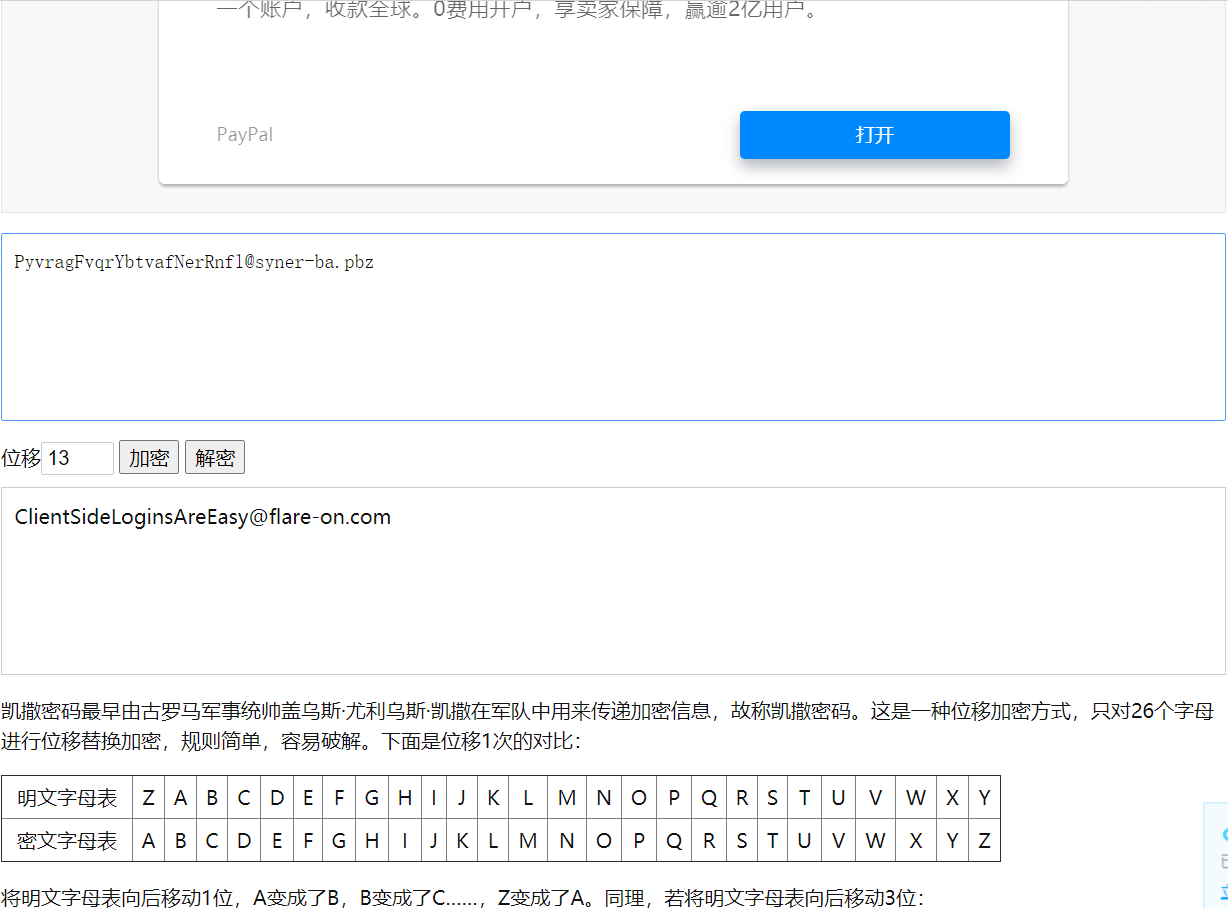 一个账户，收款全球。0费用开户，享卖家保障，赢逾2亿用户。
PayPal
打开
PyvragFvqrYbtvafNerRnfl@syner-ba.pbz
位移 13 加密 解密
ClientSideLoginsAreEasy@flare-on.com
凯撒密码最早由古罗马军事统帅盖乌斯·尤利乌斯·凯撒在军队中用来传递加密信息，故称凯撒密码。这是一种位移加密方式，只对26个字母
进行位移替换加密，规则简单，容易破解。下面是位移1次的对比：
明文字母表 Z A B C D E F G H I J K L M N O P Q R S T U V W X Y
密文字母表 A B C D E F G H I J K L M N O P Q R S T U V W X Y Z
将明文字母表向后移动1位，A变成了B，B变成了C……，Z变成了A。同理，若将明文字母表向后移动3位：